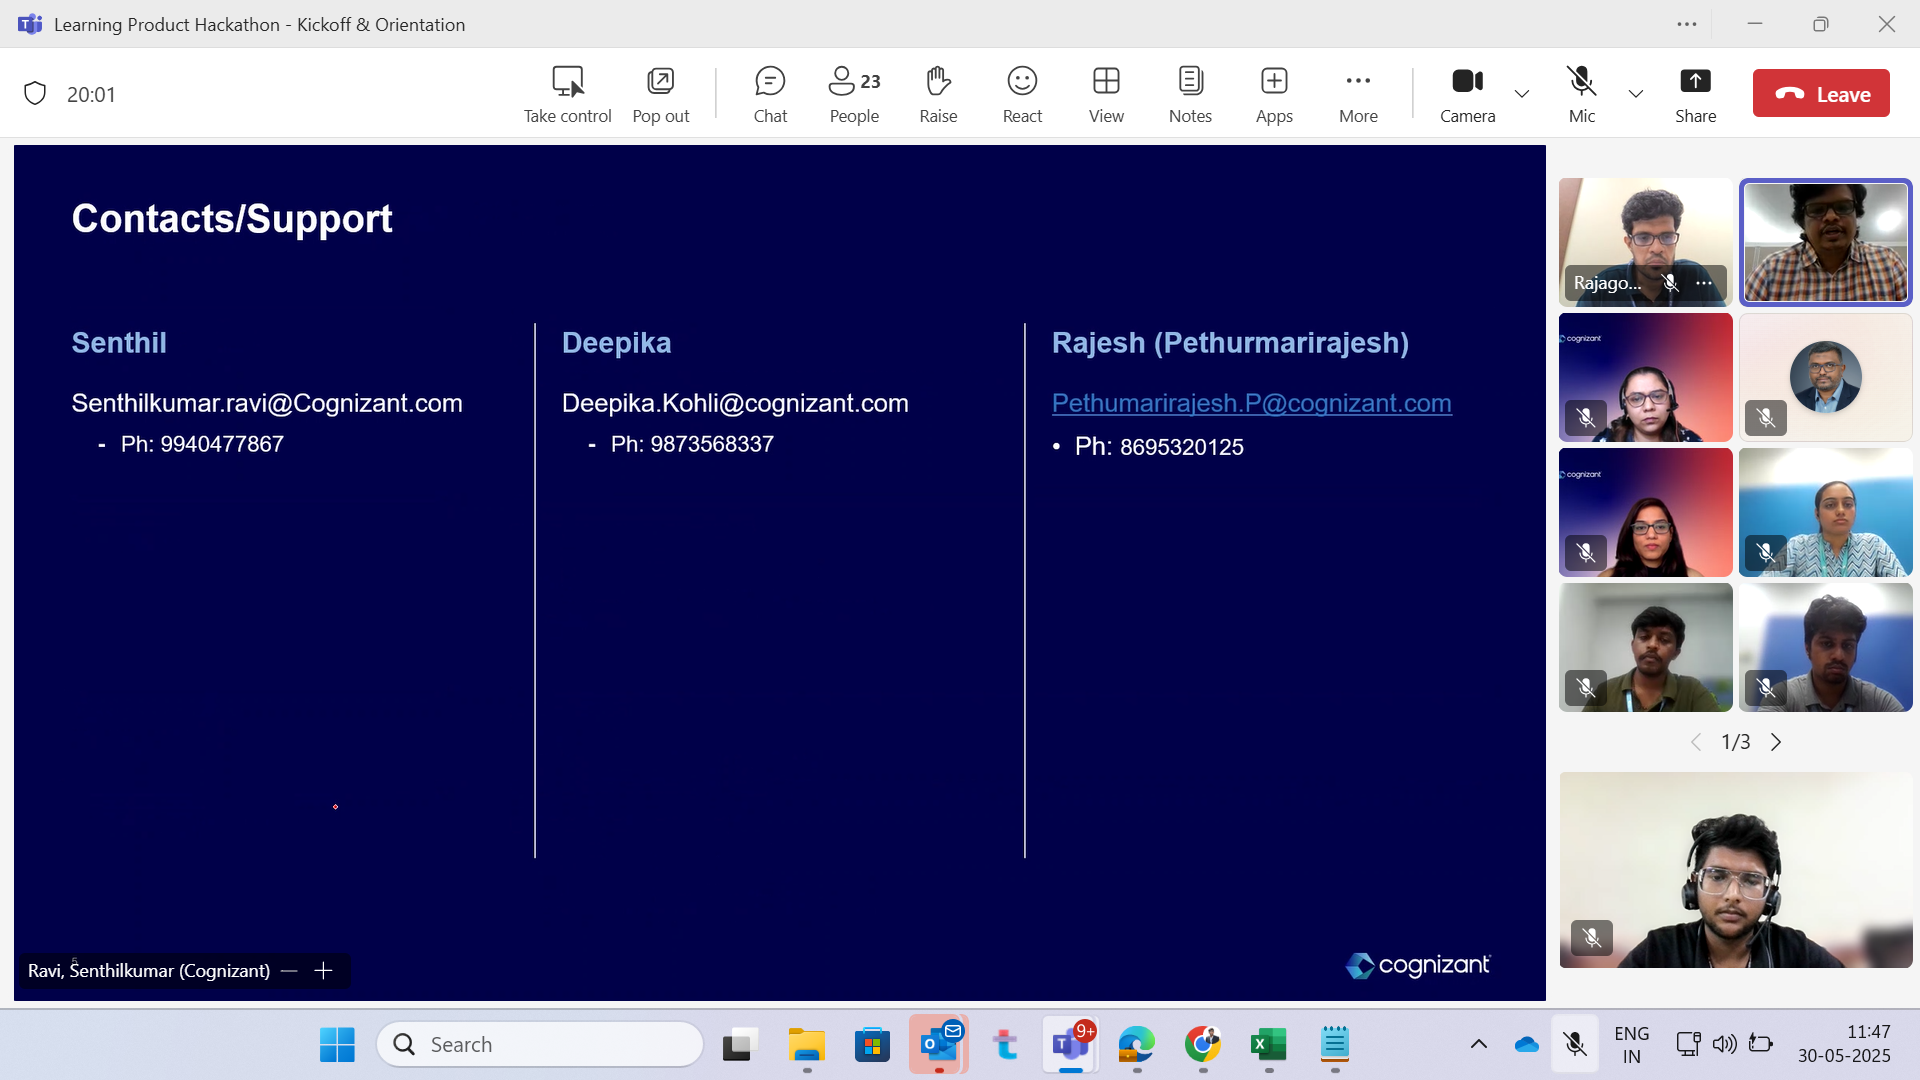 Learning Product Hackathon - Kickoff & Orientation
20:01
Take control
Pop out
Chat
23
People
Raise
React
View
Notes
Apps
More
Camera
Mic
Share
Leave
Contacts/Support
Senthil
Senthilkumar.ravi@Cognizant.com
- Ph: 9940477867
Deepika
Deepika.Kohli@cognizant.com
- Ph: 9873568337
Rajesh (Pethurmarirajesh)
Pethumarirajesh.P@cognizant.com
• Ph: 8695320125
5
Ravi, Senthilkumar (Cognizant)
cognizant
Rajago...
cognizant
cognizant
1/3
Search
9+
ENG
IN
11:47
30-05-2025